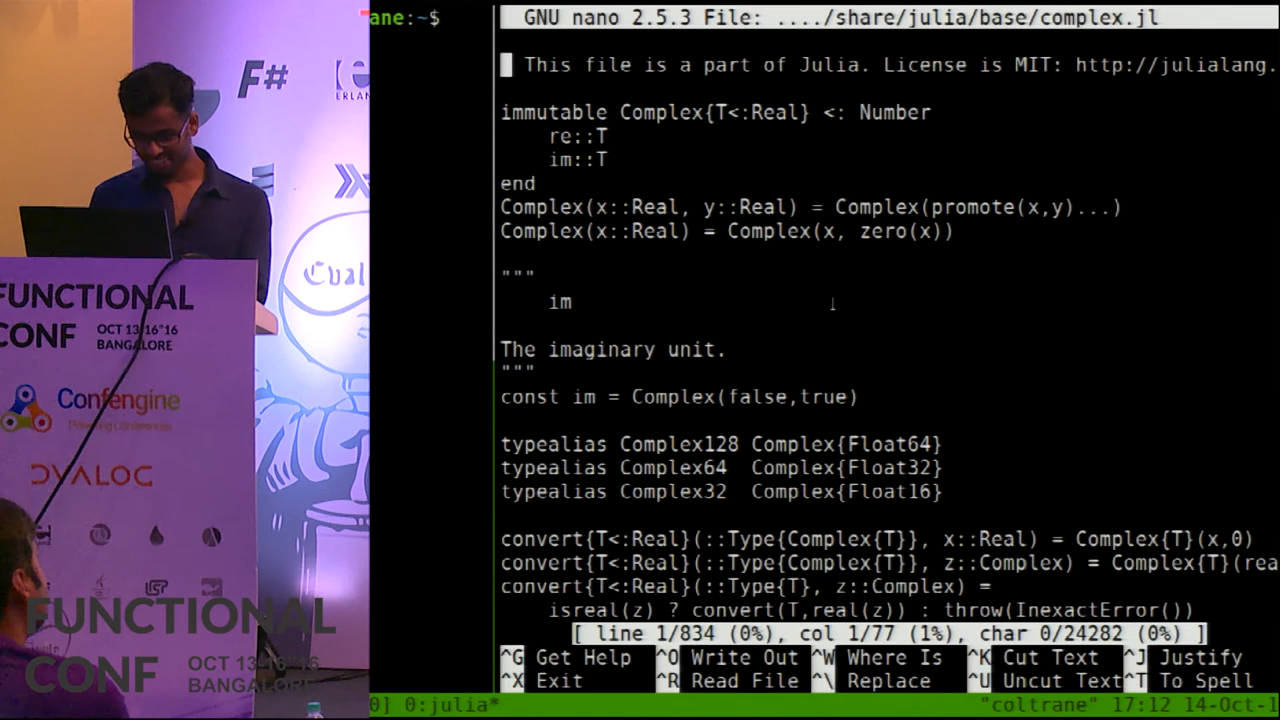 ane:~$
GNU nano 2.5.3 File: ..../share/julia/base/complex.jl
This file is a part of Julia. License is MIT: http://julialang.
immutable Complex{T<:Real} <: Number
re::T
im::T
end
Complex(x::Real, y::Real) = Complex(promote(x,y)...)
Complex(x::Real) = Complex(x, zero(x))
"""
im
The imaginary unit.
"""
const im = Complex(false,true)
typealias Complex128 Complex{Float64}
typealias Complex64  Complex{Float32}
typealias Complex32  Complex{Float16}
convert{T<:Real}(::Type{Complex{T}}, x::Real) = Complex{T}(x,0)
convert{T<:Real}(::Type{Complex{T}}, z::Complex) = Complex{T}(rea
convert{T<:Real}(::Type{T}, z::Complex) =
isreal(z) ? convert(T,real(z)) : throw(InexactError())
[ line 1/834 (0%), col 1/77 (1%), char 0/24282 (0%) ]
^G Get Help ^O Write Out ^W Where Is ^K Cut Text ^J Justify
^X Exit ^R Read File ^\ Replace ^U Uncut Text ^T To Spell
0] 0:julia* "coltrane" 17:12 14-Oct-1
F#
ERLAN
FUNCTIONAL
CONF OCT 13-16"16
BANGALORE
Confengine
DYALOG
LISP
FUNCTIONAL
CONF OCT 13-16"16
BANGALORE